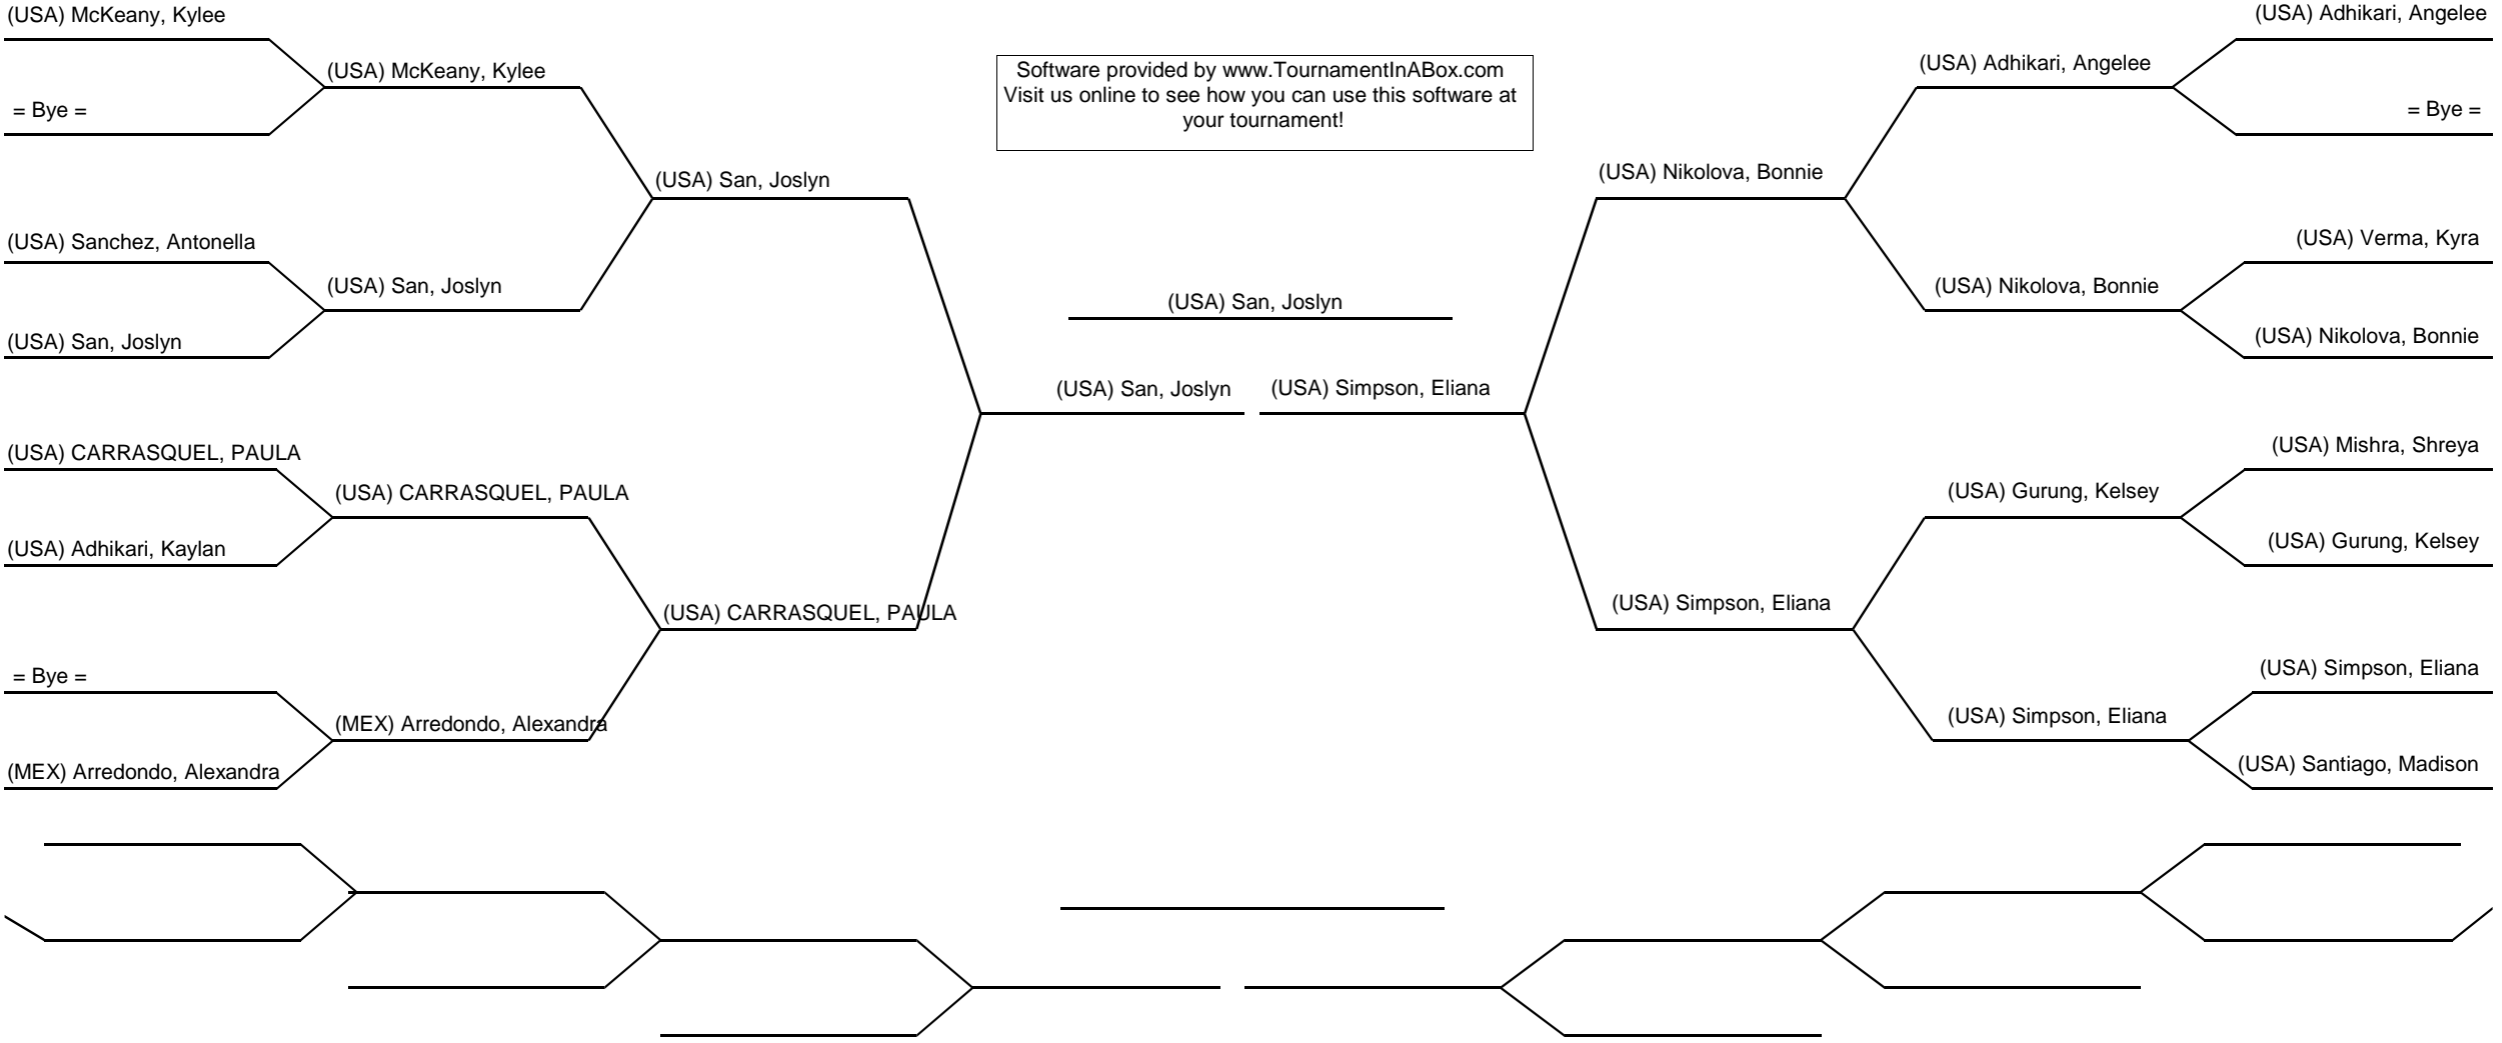 (USA) McKeany, Kylee
= Bye =
(USA) Sanchez, Antonella
(USA) San, Joslyn
(USA) CARRASQUEL, PAULA
(USA) Adhikari, Kaylan
= Bye =
(MEX) Arredondo, Alexandra
(USA) McKeany, Kylee
(USA) San, Joslyn
(USA) CARRASQUEL, PAULA
(MEX) Arredondo, Alexandra
(USA) San, Joslyn
(USA) CARRASQUEL, PAULA
Software provided by www.TournamentInABox.com
Visit us online to see how you can use this software at
your tournament!
(USA) San, Joslyn
(USA) San, Joslyn
(USA) Simpson, Eliana
(USA) Nikolova, Bonnie
(USA) Simpson, Eliana
(USA) Adhikari, Angelee
(USA) Nikolova, Bonnie
(USA) Gurung, Kelsey
(USA) Simpson, Eliana
(USA) Adhikari, Angelee
= Bye =
(USA) Verma, Kyra
(USA) Nikolova, Bonnie
(USA) Mishra, Shreya
(USA) Gurung, Kelsey
(USA) Simpson, Eliana
(USA) Santiago, Madison